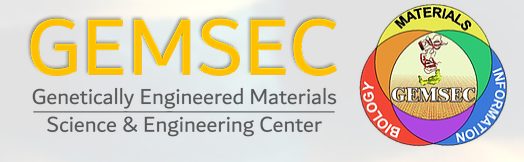 GEMSEC
Genetically Engineered Materials
Science & Engineering Center
MATERIALS
BIOLOGY
INFORMATION
GEMSEC